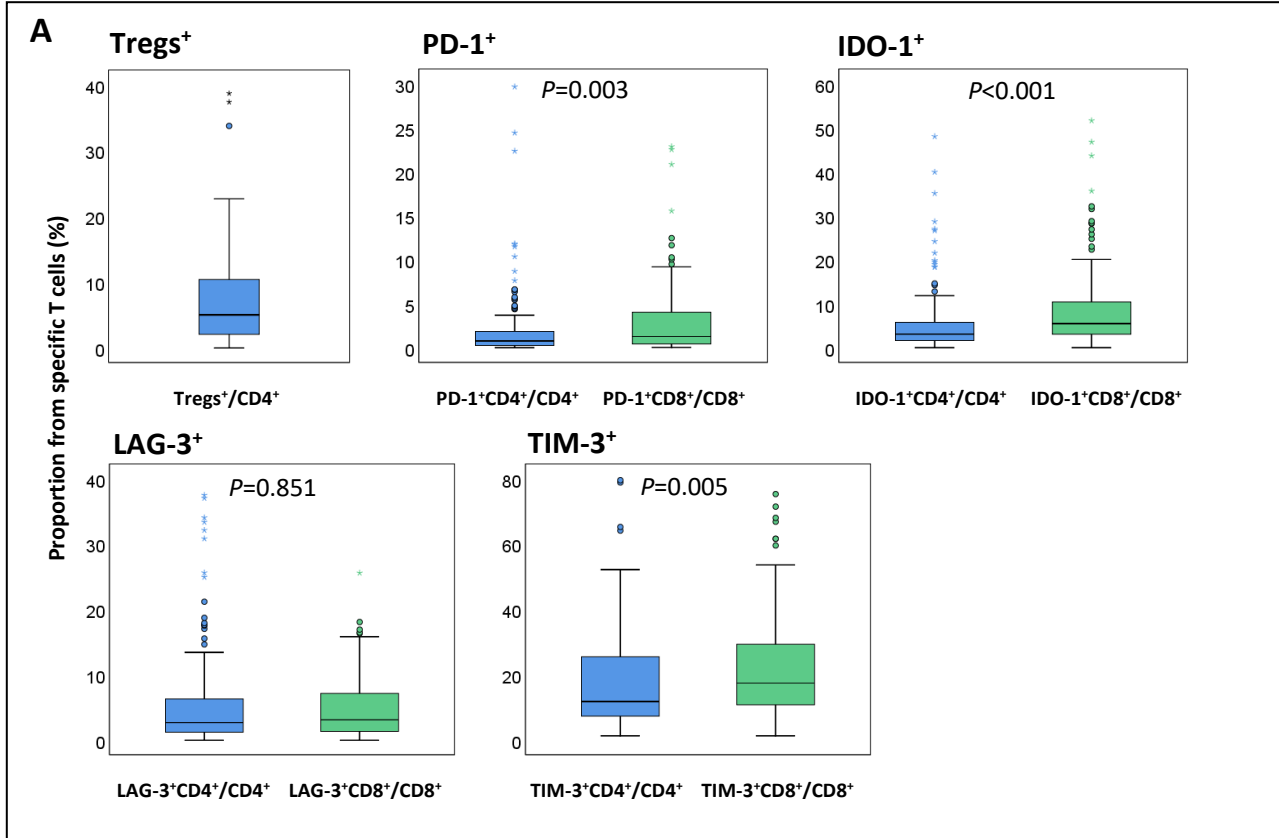 A
Tregs⁺
PD-1⁺
IDO-1⁺
Proportion from specific T cells (%)
40
30
20
10
0
Tregs⁺/CD4⁺
P=0.003
30
25
20
15
10
5
0
PD-1⁺CD4⁺/CD4⁺ PD-1⁺CD8⁺/CD8⁺
P<0.001
60
50
40
30
20
10
0
IDO-1⁺CD4⁺/CD4⁺ IDO-1⁺CD8⁺/CD8⁺
LAG-3⁺
P=0.851
40
30
20
10
0
LAG-3⁺CD4⁺/CD4⁺ LAG-3⁺CD8⁺/CD8⁺
TIM-3⁺
P=0.005
80
60
40
20
0
TIM-3⁺CD4⁺/CD4⁺ TIM-3⁺CD8⁺/CD8⁺